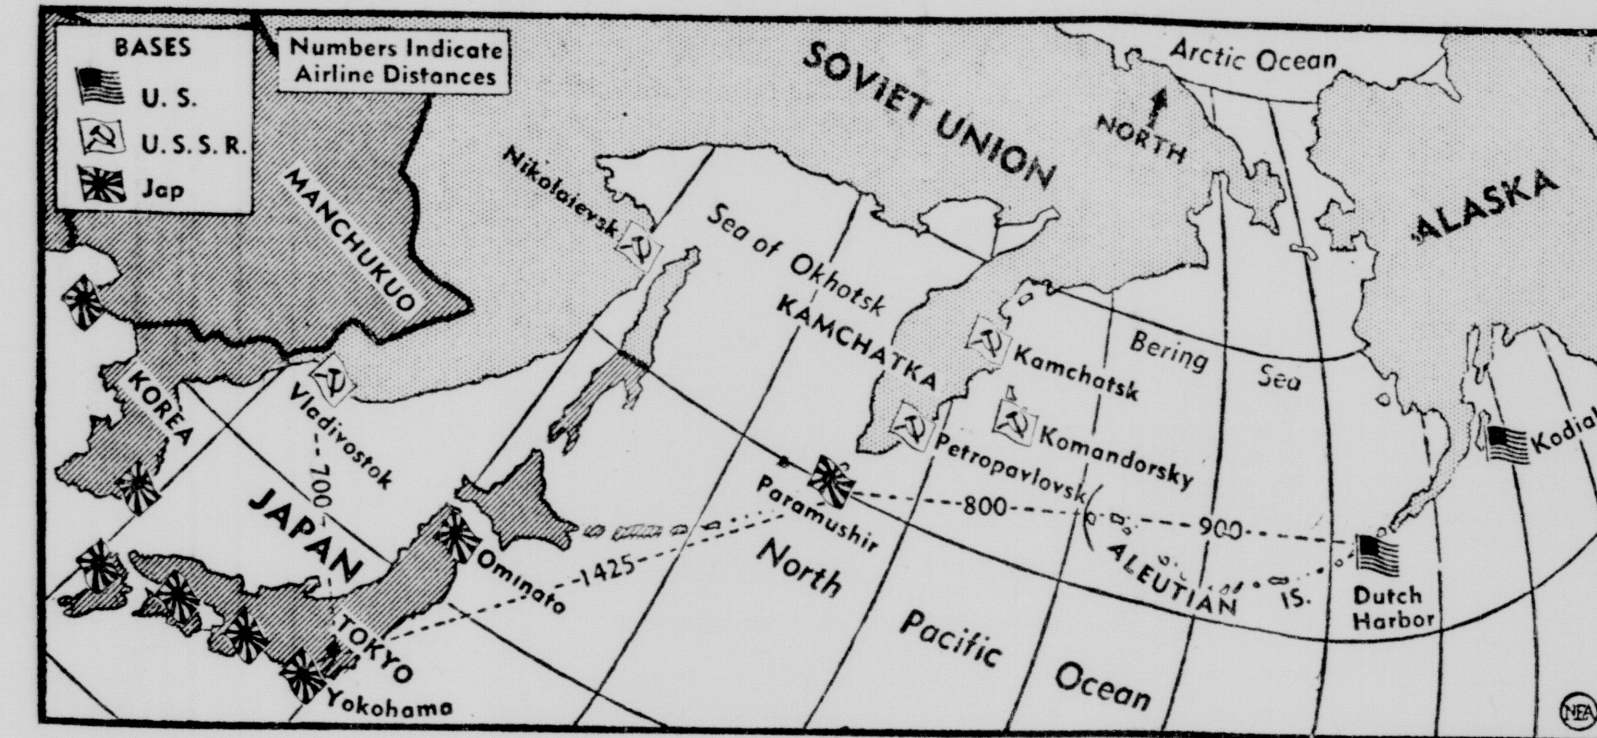 BASES
U. S.
U. S. S. R.
Jap
Numbers Indicate
Airline Distances
SOVIET UNION
Arctic Ocean
NORTH
ALASKA
MANCHUKUO
Nikolaievsk
Sea of Okhotsk
KAMCHATKA
Bering
Sea
Kamchatsk
Komandorsky
Petropavlovsk
KOREA
Vladivostok
700
JAPAN
Ominato
1425
Paramushir
800
900
ALEUTIAN
IS.
Dutch
Harbor
Kodiak
North
Pacific
Ocean
TOKYO
Yokohama
NEA